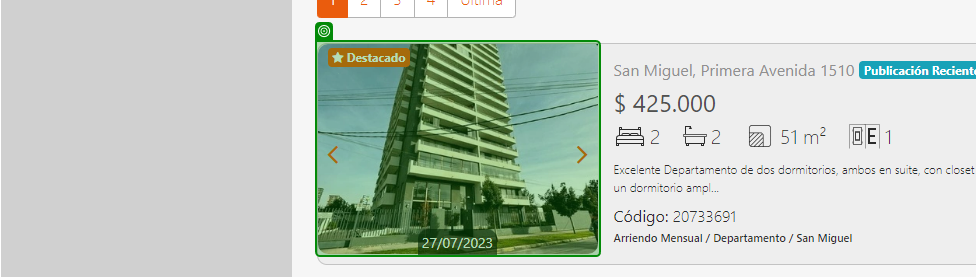 1 2 3 4 Última
Destacado
27/07/2023
San Miguel, Primera Avenida 1510 Publicación Reciente
$ 425.000
2 2 51 m² E 1
Excelente Departamento de dos dormitorios, ambos en suite, con closet
un dormitorio ampl...
Código: 20733691
Arriendo Mensual / Departamento / San Miguel